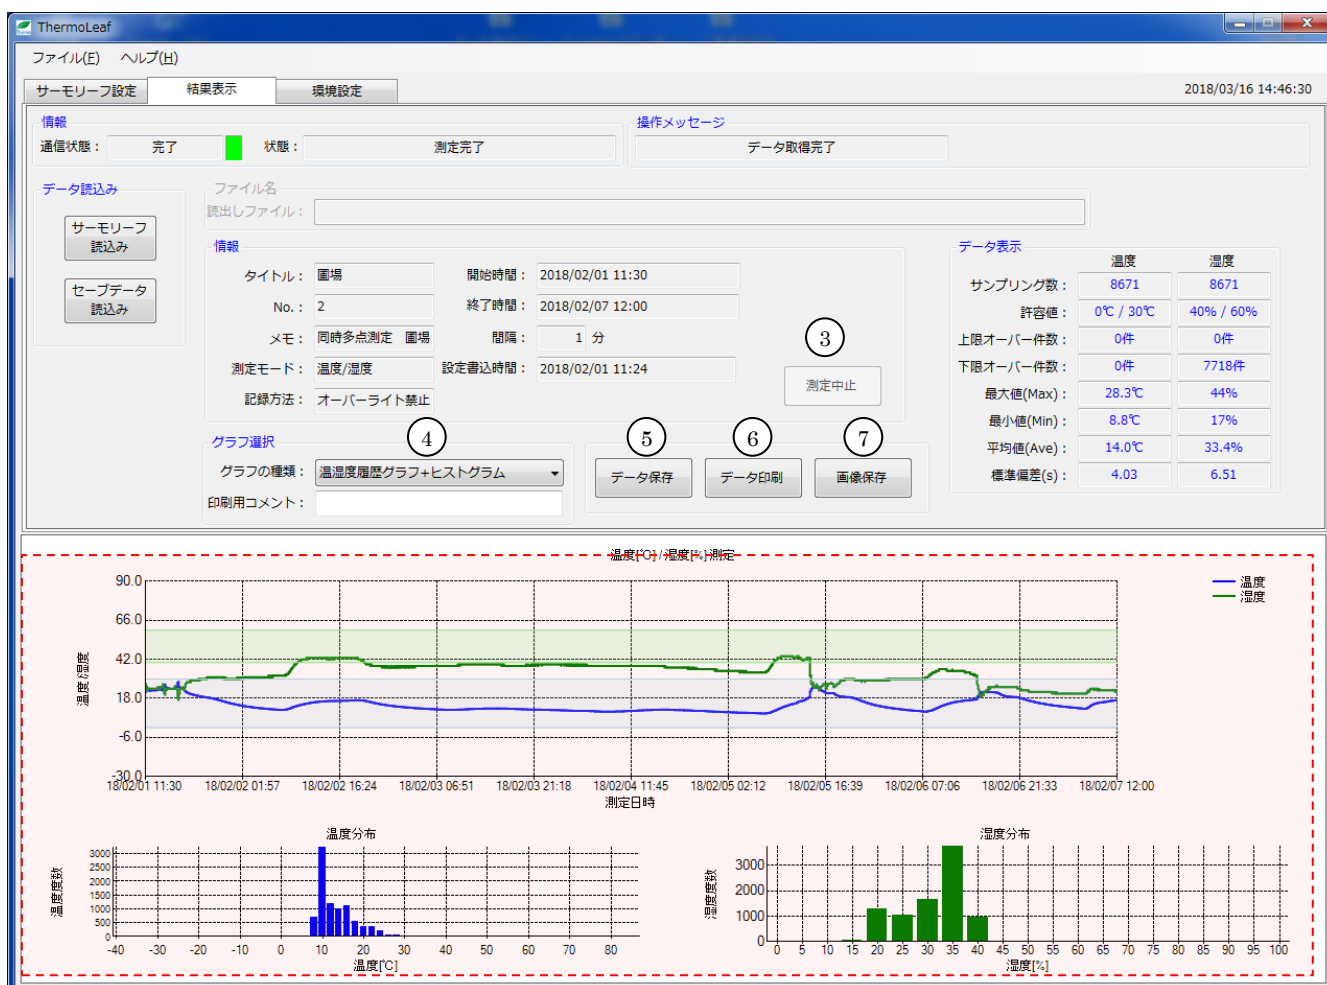 ThermoLeaf
ファイル(F) ヘルプ(H)
サーモリーフ設定 結果表示 環境設定 2018/03/16 14:46:30
情報 操作メッセージ
通信状態： 完了 状態： 測定完了 データ取得完了
データ読込み
サーモリーフ
読込み
セーブデータ
読込み
ファイル名
読出しファイル：
情報
タイトル： 圃場 開始時間： 2018/02/01 11:30
No.： 2 終了時間： 2018/02/07 12:00
メモ： 同時多点測定 圃場 間隔： 1 分
測定モード： 温度/湿度 設定書込時間： 2018/02/01 11:24
記録方法： オーバーライト禁止
3
測定中止
データ表示
温度 湿度
サンプリング数： 8671 8671
許容値： 0℃ / 30℃ 40% / 60%
上限オーバー件数： 0件 0件
下限オーバー件数： 0件 7718件
最大値(Max)： 28.3℃ 44%
最小値(Min)： 8.8℃ 17%
平均値(Ave)： 14.0℃ 33.4%
標準偏差(s)： 4.03 6.51
グラフ選択 4
グラフの種類： 温湿度履歴グラフ+ヒストグラム
印刷用コメント：
5 6 7
データ保存 データ印刷 画像保存
温度[℃] / 湿度[%] 測定
温度
湿度
温度/湿度
90.0
66.0
42.0
18.0
-6.0
-30.0
18/02/01 11:30 18/02/02 01:57 18/02/02 16:24 18/02/03 06:51 18/02/03 21:18 18/02/04 11:45 18/02/05 02:12 18/02/05 16:39 18/02/06 07:06 18/02/06 21:33 18/02/07 12:00
測定日時
温度分布
温度度数
3000
2500
2000
1500
1000
500
0
-40 -30 -20 -10 0 10 20 30 40 50 60 70 80
温度[℃]
湿度分布
湿度度数
3000
2000
1000
0
0 5 10 15 20 25 30 35 40 45 50 55 60 65 70 75 80 85 90 95 100
湿度[%]